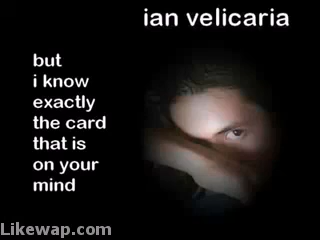 ian velicaria
but
i know
exactly
the card
that is
on your
mind
Likewap.com